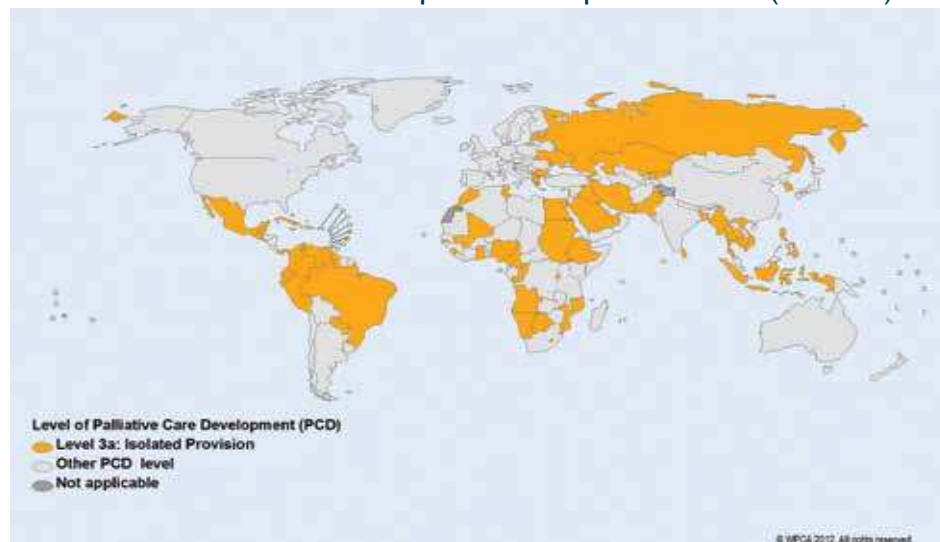 Level of Palliative Care Development (PCD)
Level 3a: Isolated Provision
Other PCD level
Not applicable
© WPCA 2012. All rights reserved.